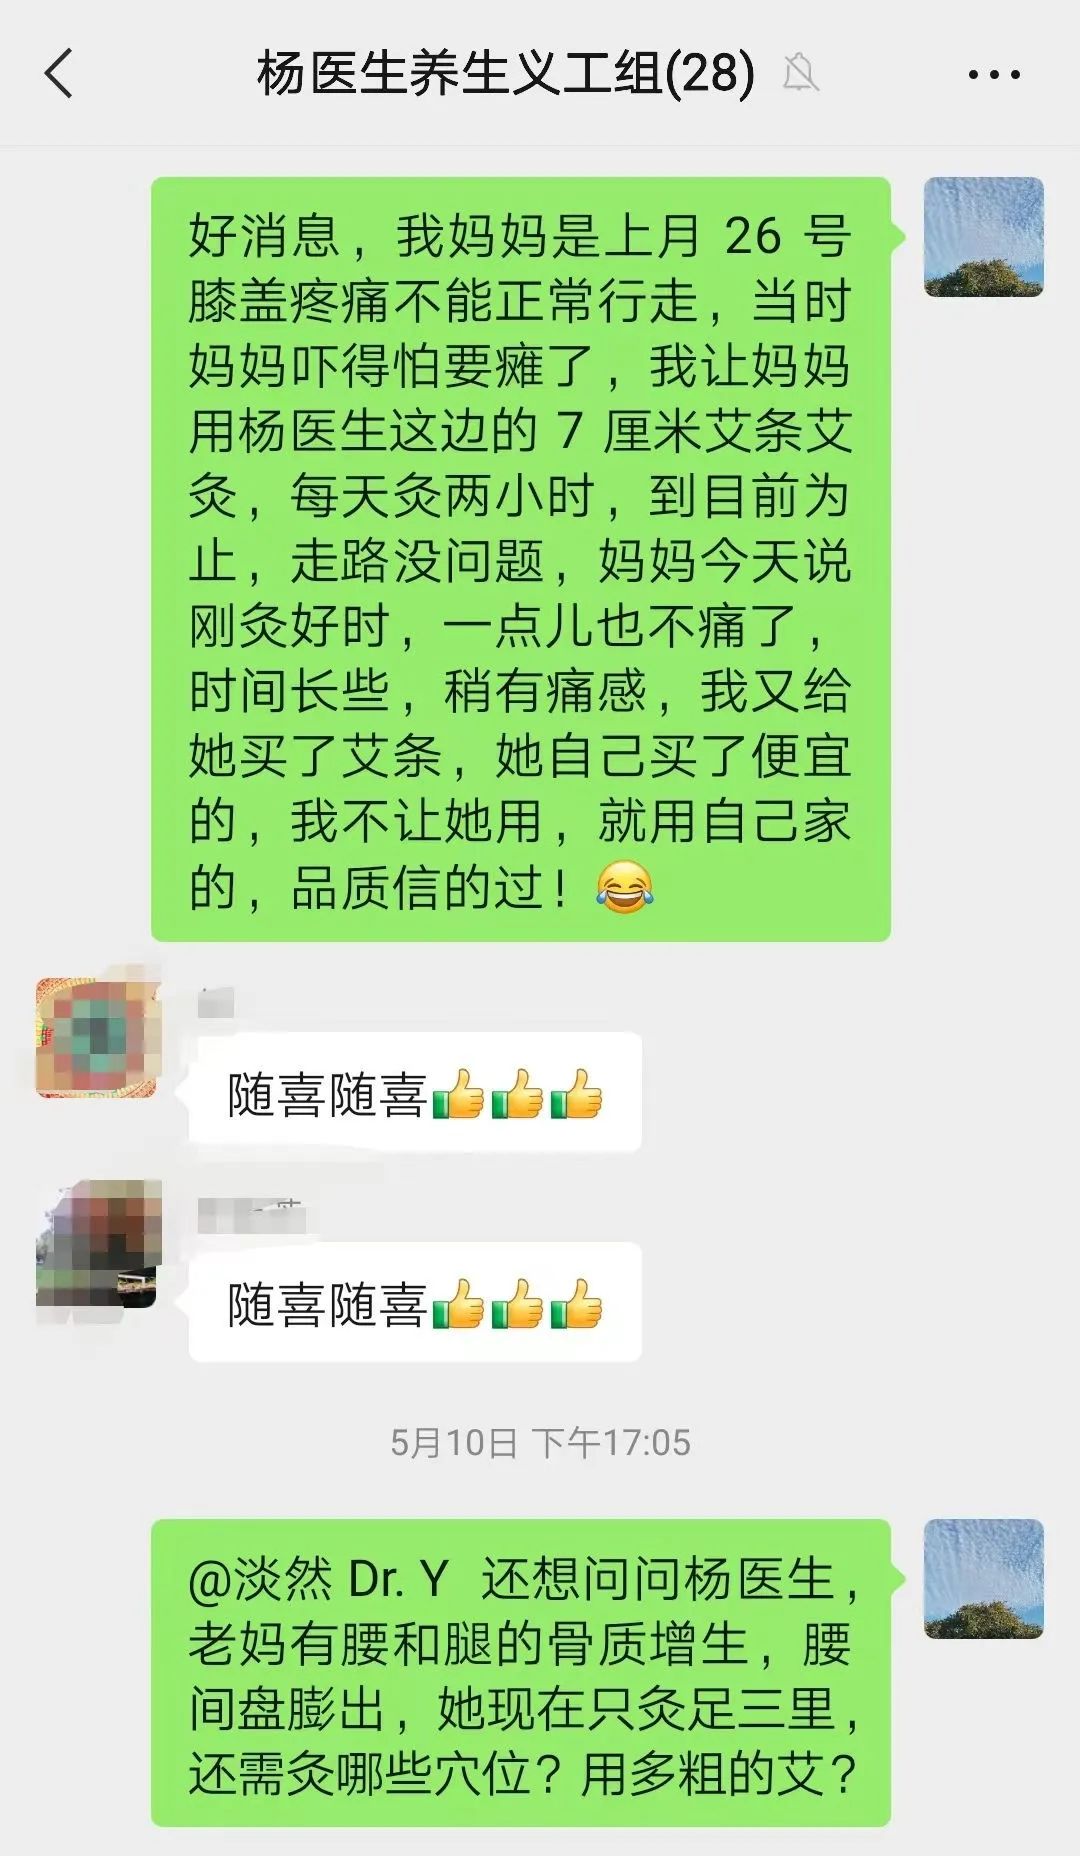 杨医生养生义工组(28)
好消息，我妈妈是上月 26 号
膝盖疼痛不能正常行走，当时
妈妈吓得怕要瘫了，我让妈妈
用杨医生这边的 7 厘米艾条艾
灸，每天灸两小时，到目前为
止，走路没问题，妈妈今天说
刚灸好时，一点儿也不痛了，
时间长些，稍有痛感，我又给
她买了艾条，她自己买了便宜
的，我不让她用，就用自己家
的，品质信的过！😂
随喜随喜👍👍👍
随喜随喜👍👍👍
5月10日 下午17:05
@淡然 Dr. Y 还想问问杨医生，
老妈有腰和腿的骨质增生，腰
间盘膨出，她现在只灸足三里，
还需灸哪些穴位？用多粗的艾？